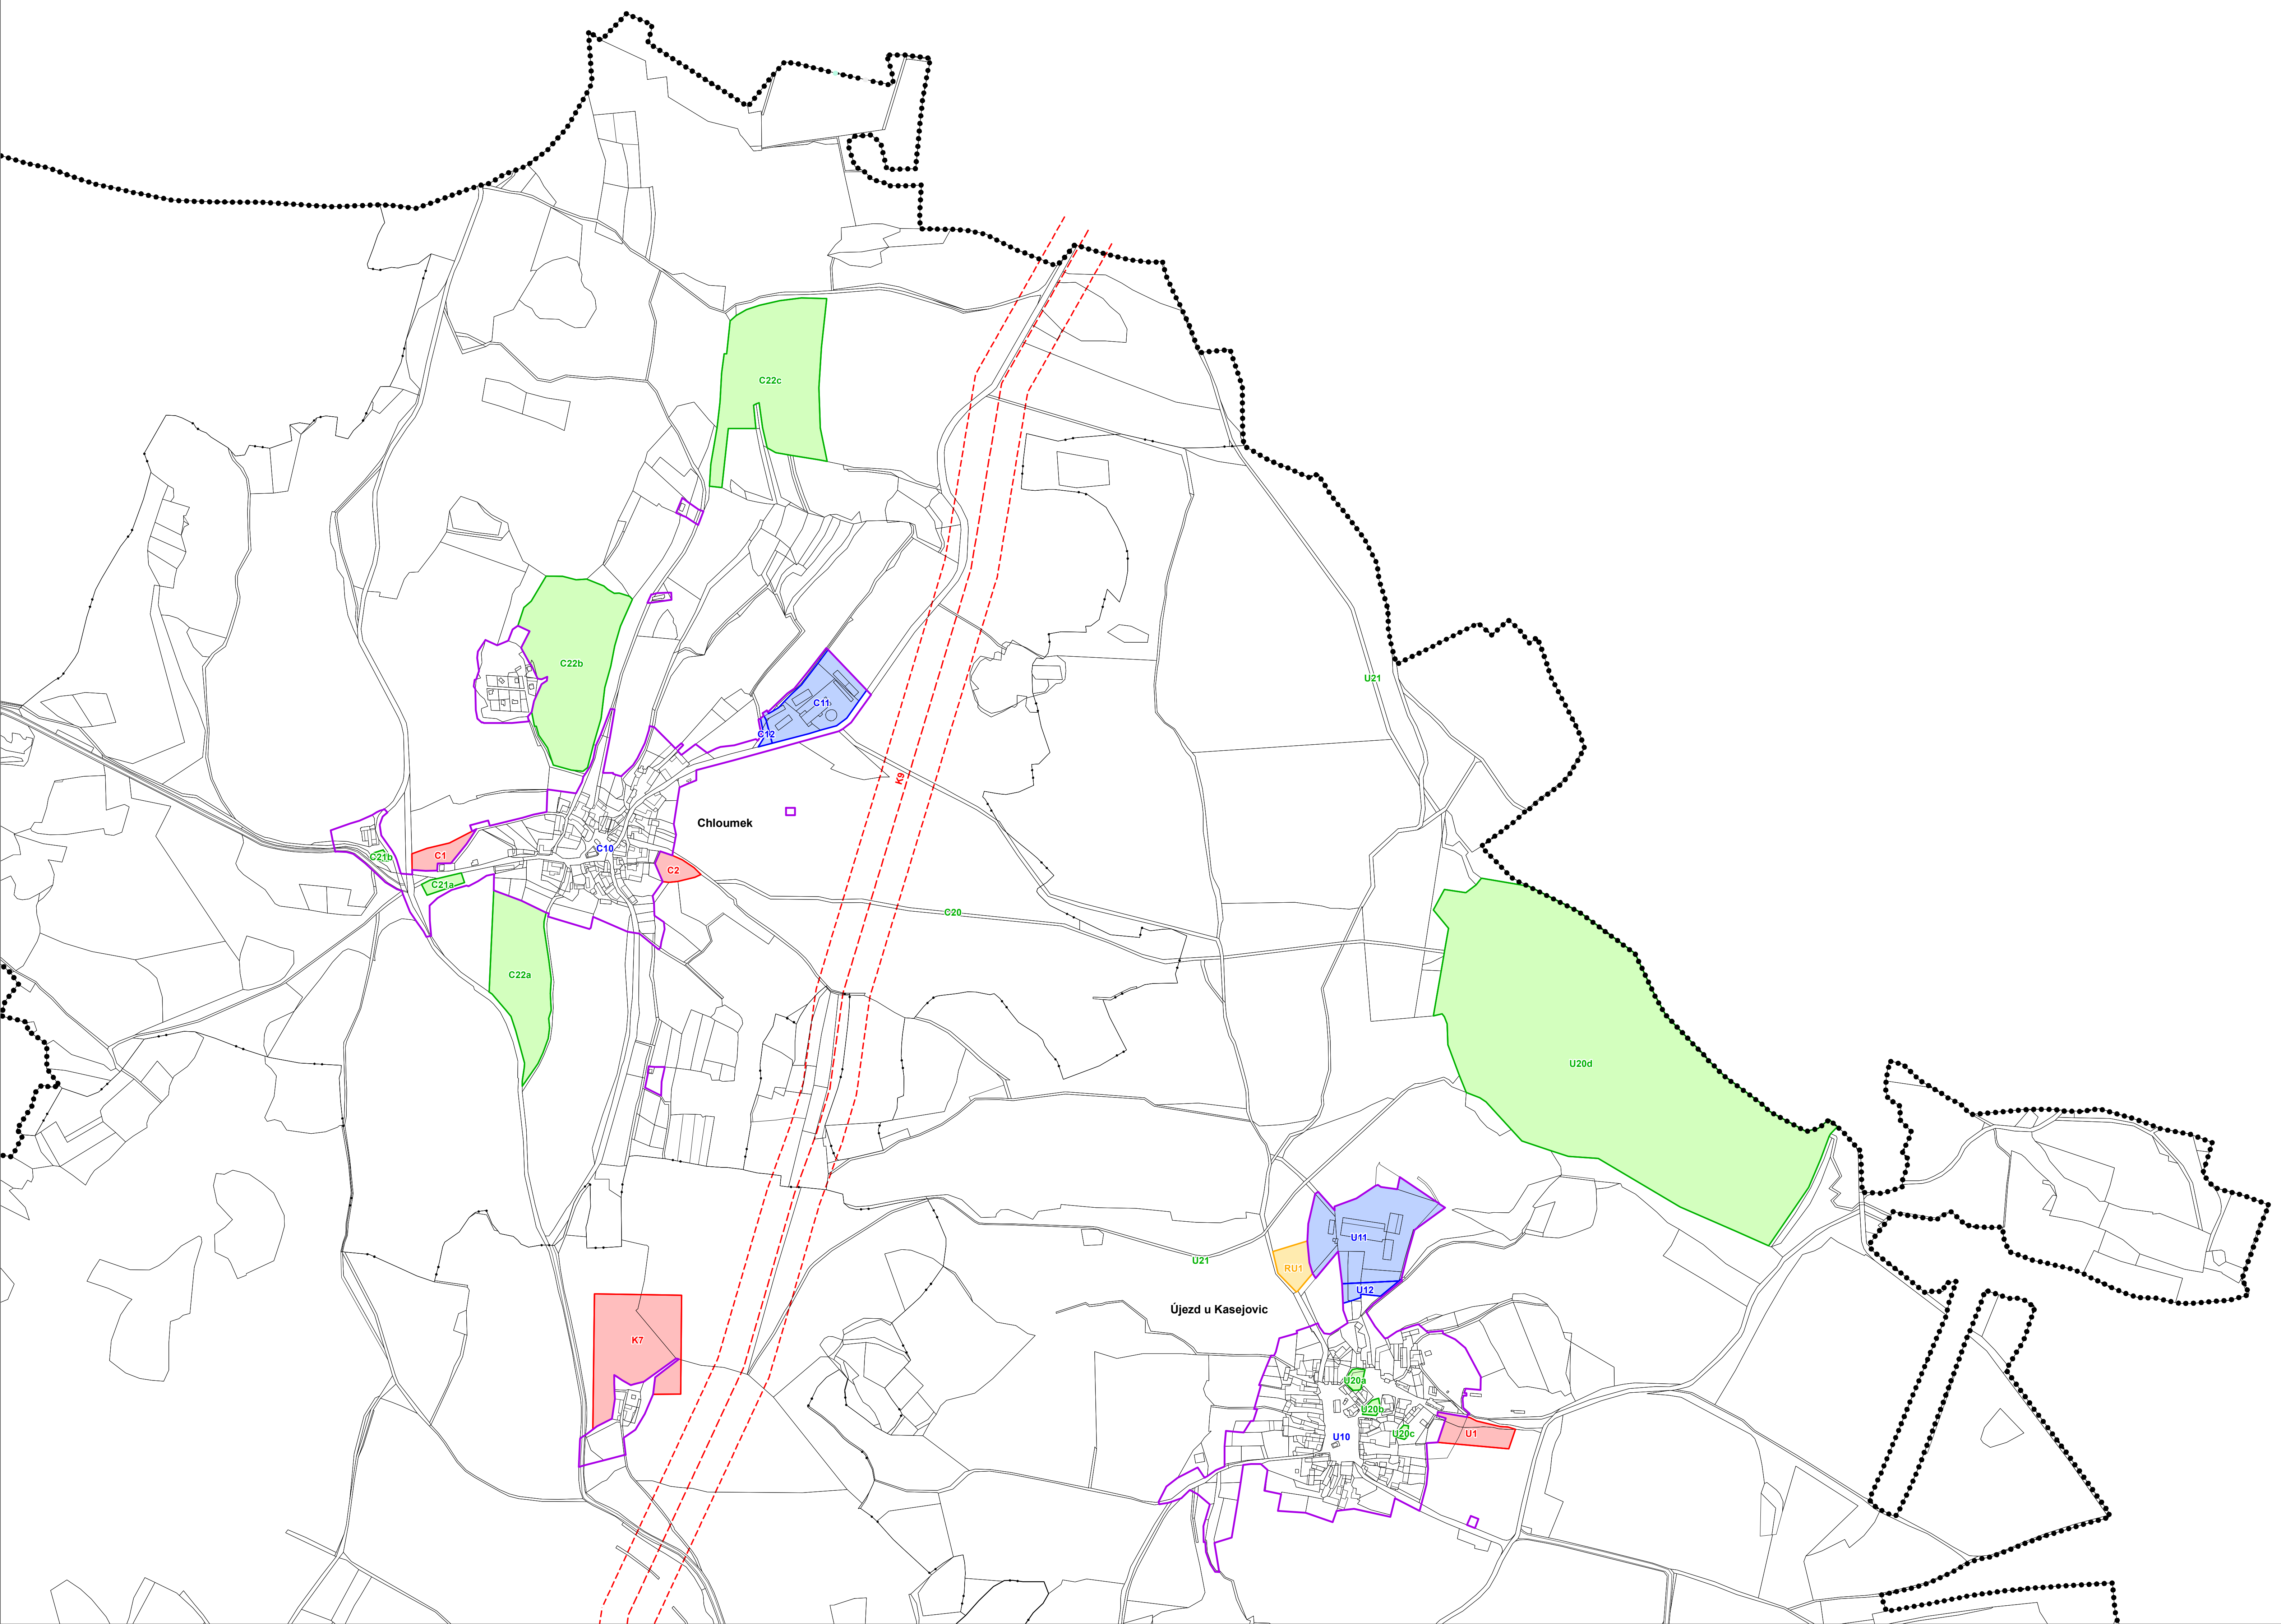 C22c
C22b
U21
C11
C12
K9
Chloumek
C10
C1
C21b
C2
C21a
C20
C22a
U20d
U11
U21
RU1
U12
Újezd u Kasejovic
K7
U20a
U20b
U20c
U1
U10